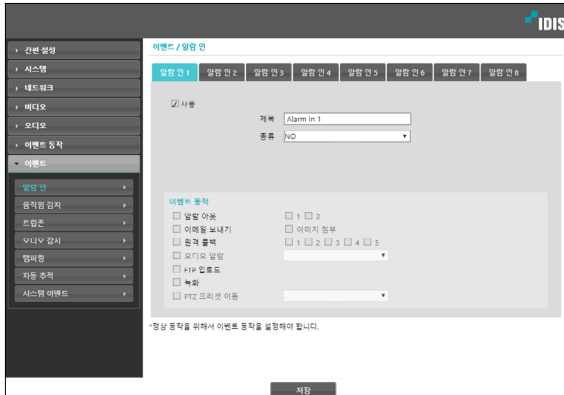 IDIS
간편 설정
시스템
네트워크
비디오
오디오
이벤트 동작
이벤트
알람 인
움직임 감지
트립존
오디오 감지
탬퍼링
자동 추적
시스템 이벤트
이벤트 / 알람 인
알람 인 1 알람 인 2 알람 인 3 알람 인 4 알람 인 5 알람 인 6 알람 인 7 알람 인 8
사용
제목 Alarm In 1
종류 NO
이벤트 동작
알람 아웃 1 2
이메일 보내기 이미지 첨부
원격 콜백 1 2 3 4 5
오디오 알람
FTP 업로드
녹화
PTZ 프리셋 이동
*정상 동작을 위해서 이벤트 동작을 설정해야 합니다.
저장